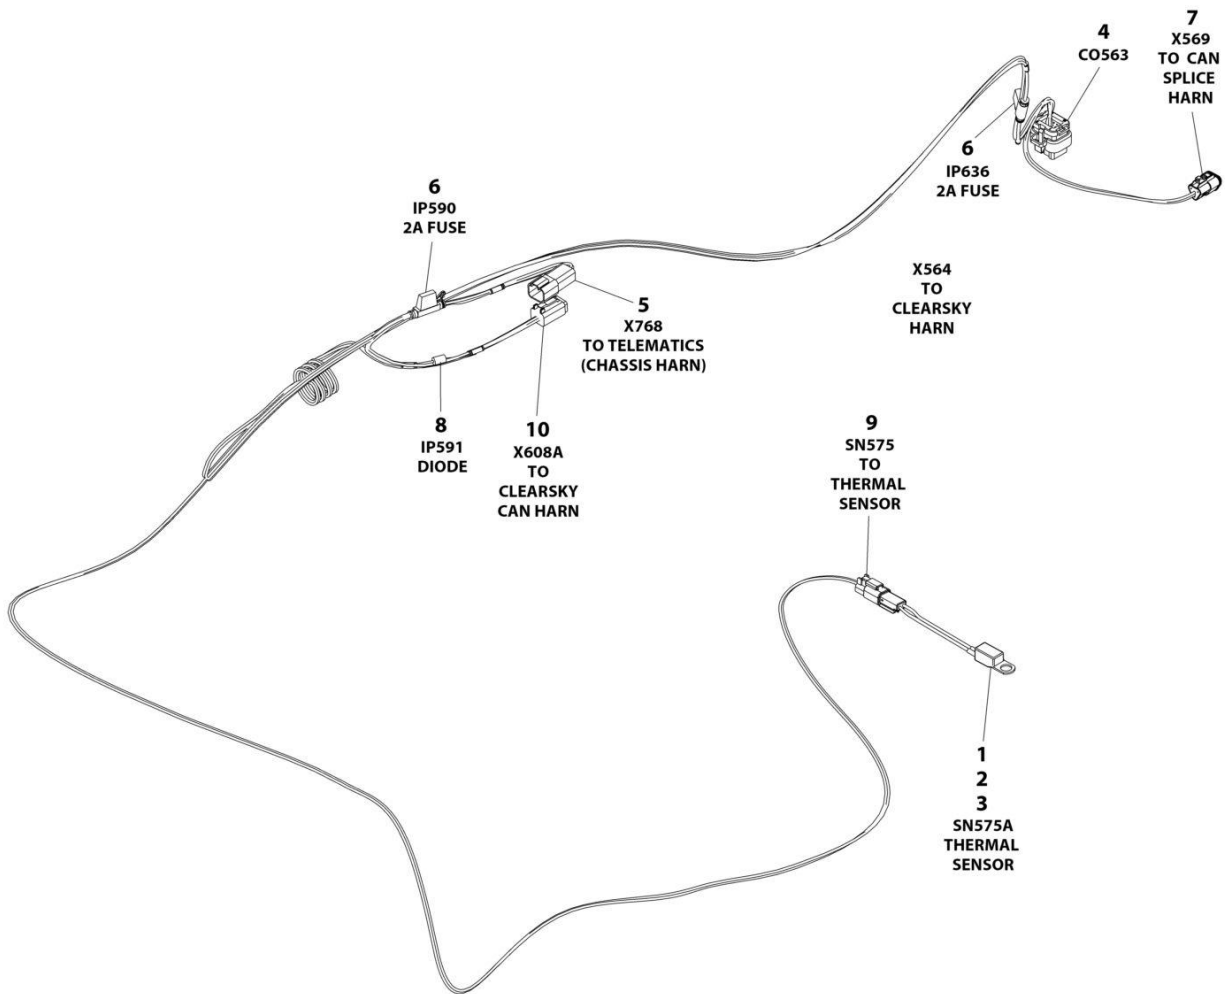 7
X569
TO CAN
SPLICE
HARN
4
CO563
6
IP636
2A FUSE
6
IP590
2A FUSE
X564
TO
CLEARSKY
HARN
5
X768
TO TELEMATICS
(CHASSIS HARN)
8
IP591
DIODE
10
X608A
TO
CLEARSKY
CAN HARN
9
SN575
TO
THERMAL
SENSOR
1
2
3
SN575A
THERMAL
SENSOR